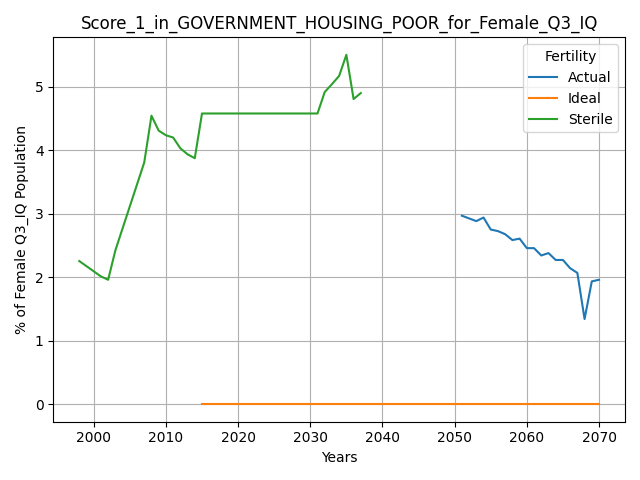 Score_1_in_GOVERNMENT_HOUSING_POOR_for_Female_Q3_IQ
% of Female Q3_IQ Population
5
4
3
2
1
0
Fertility
Actual
Ideal
Sterile
2000 2010 2020 2030 2040 2050 2060 2070
Years